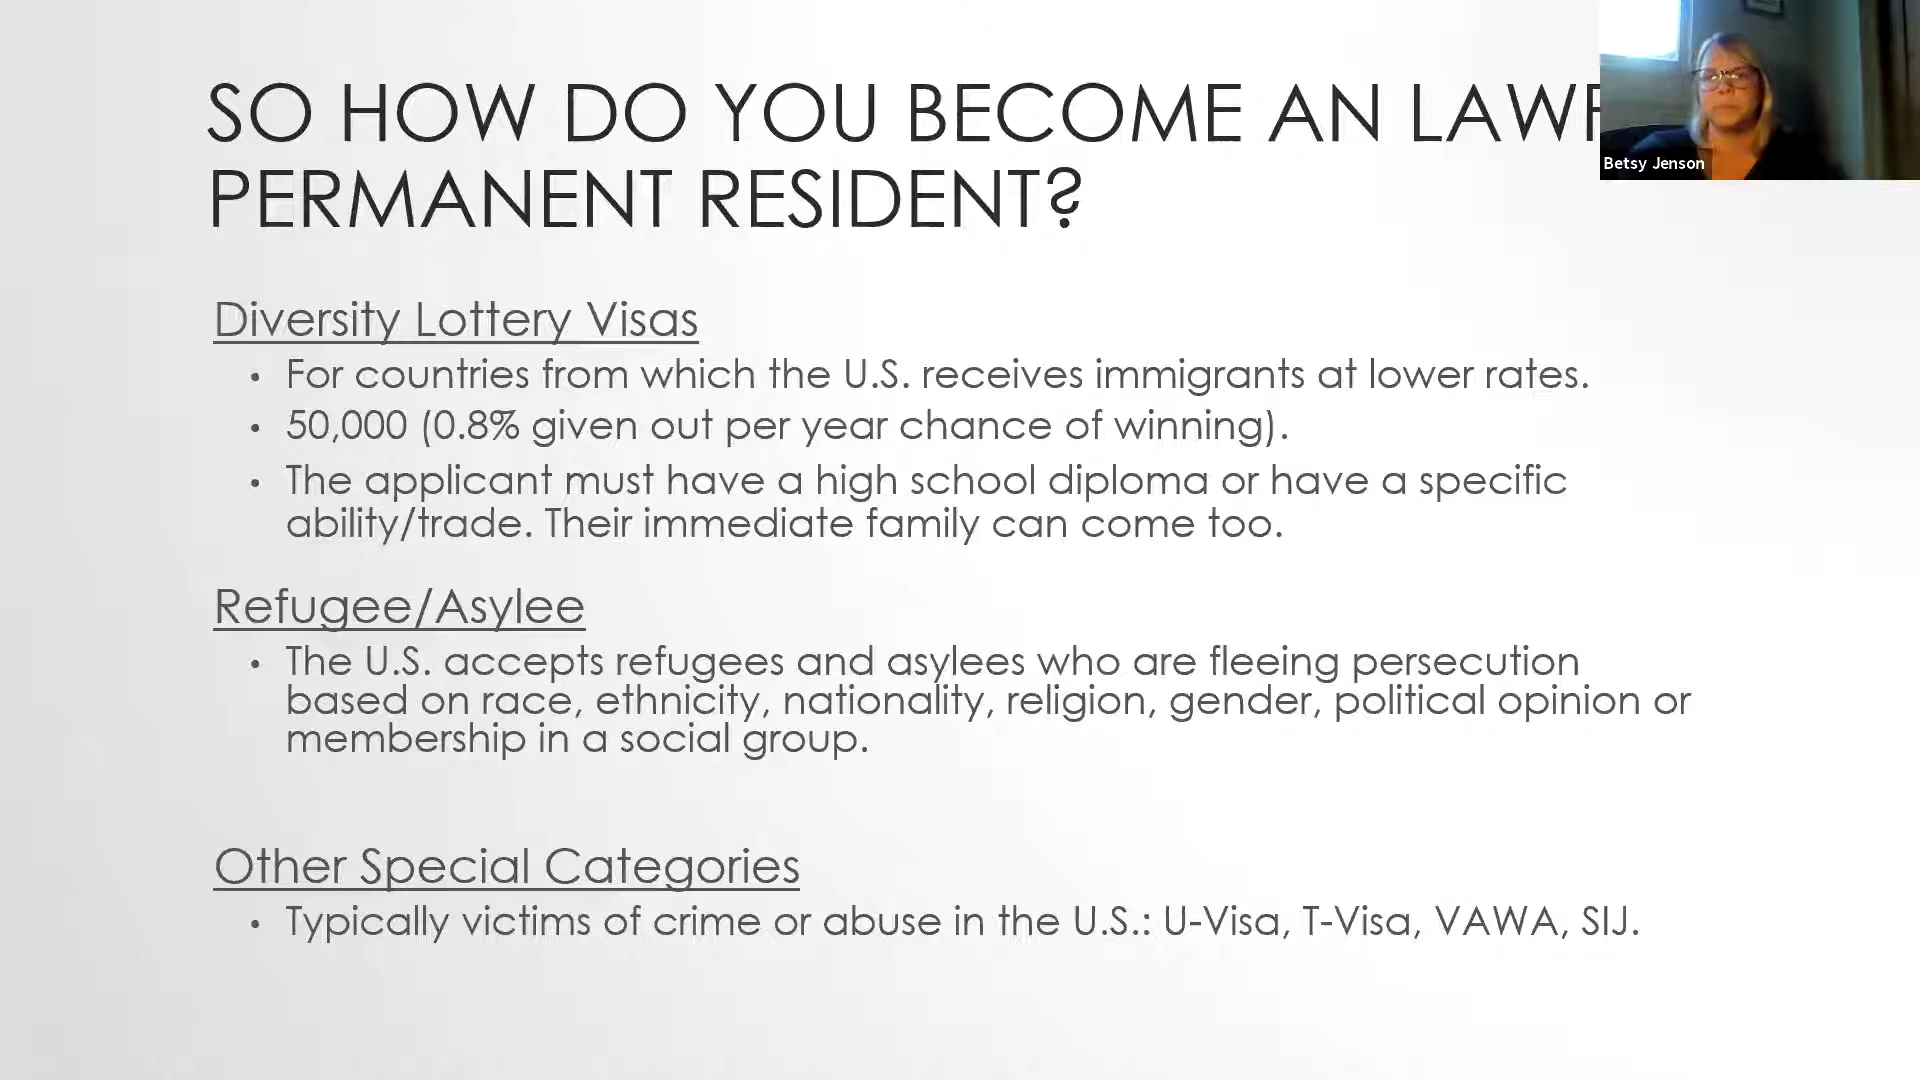 SO HOW DO YOU BECOME AN LAWF
PERMANENT RESIDENT?
Betsy Jenson
Diversity Lottery Visas
• For countries from which the U.S. receives immigrants at lower rates.
• 50,000 (0.8% given out per year chance of winning).
• The applicant must have a high school diploma or have a specific
ability/trade. Their immediate family can come too.
Refugee/Asylee
• The U.S. accepts refugees and asylees who are fleeing persecution
based on race, ethnicity, nationality, religion, gender, political opinion or
membership in a social group.
Other Special Categories
• Typically victims of crime or abuse in the U.S.: U-Visa, T-Visa, VAWA, SIJ.